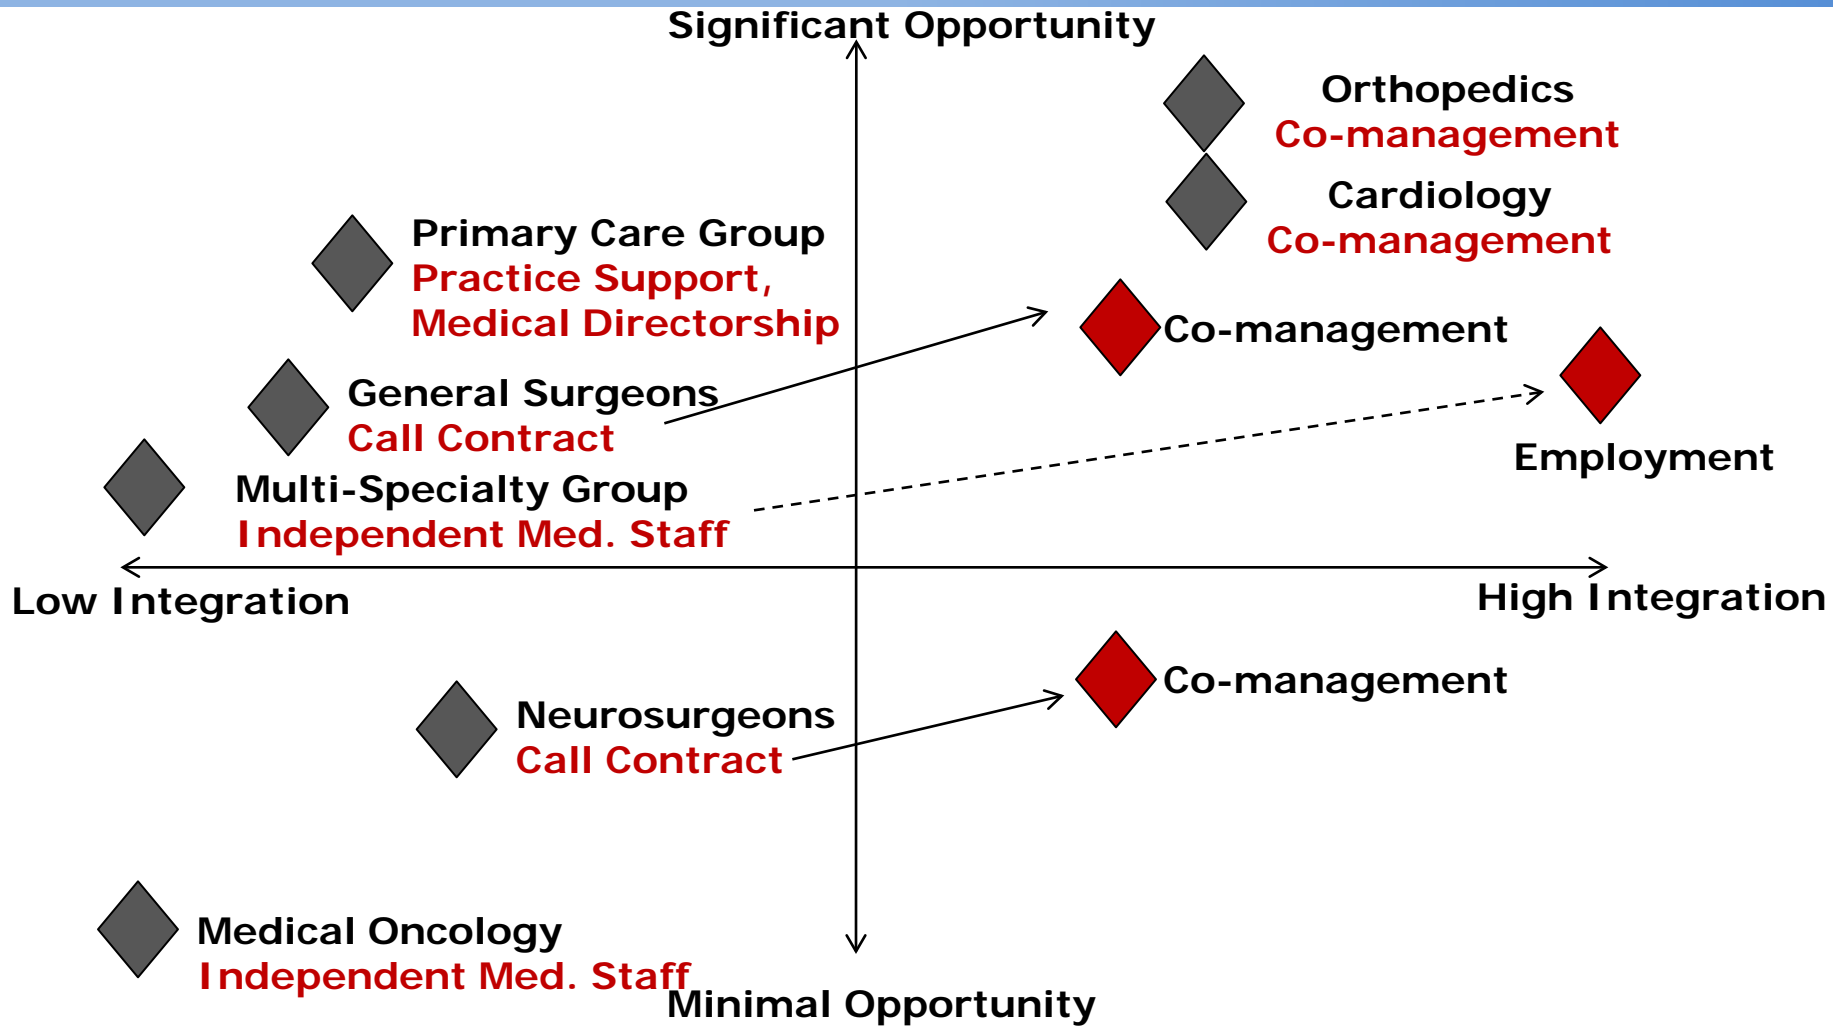 Significant Opportunity
Orthopedics
Co-management
Cardiology
Co-management
Primary Care Group
Practice Support,
Medical Directorship
Co-management
General Surgeons
Call Contract
Employment
Multi-Specialty Group
Independent Med. Staff
Low Integration
High Integration
Co-management
Neurosurgeons
Call Contract
Medical Oncology
Independent Med. Staff
Minimal Opportunity